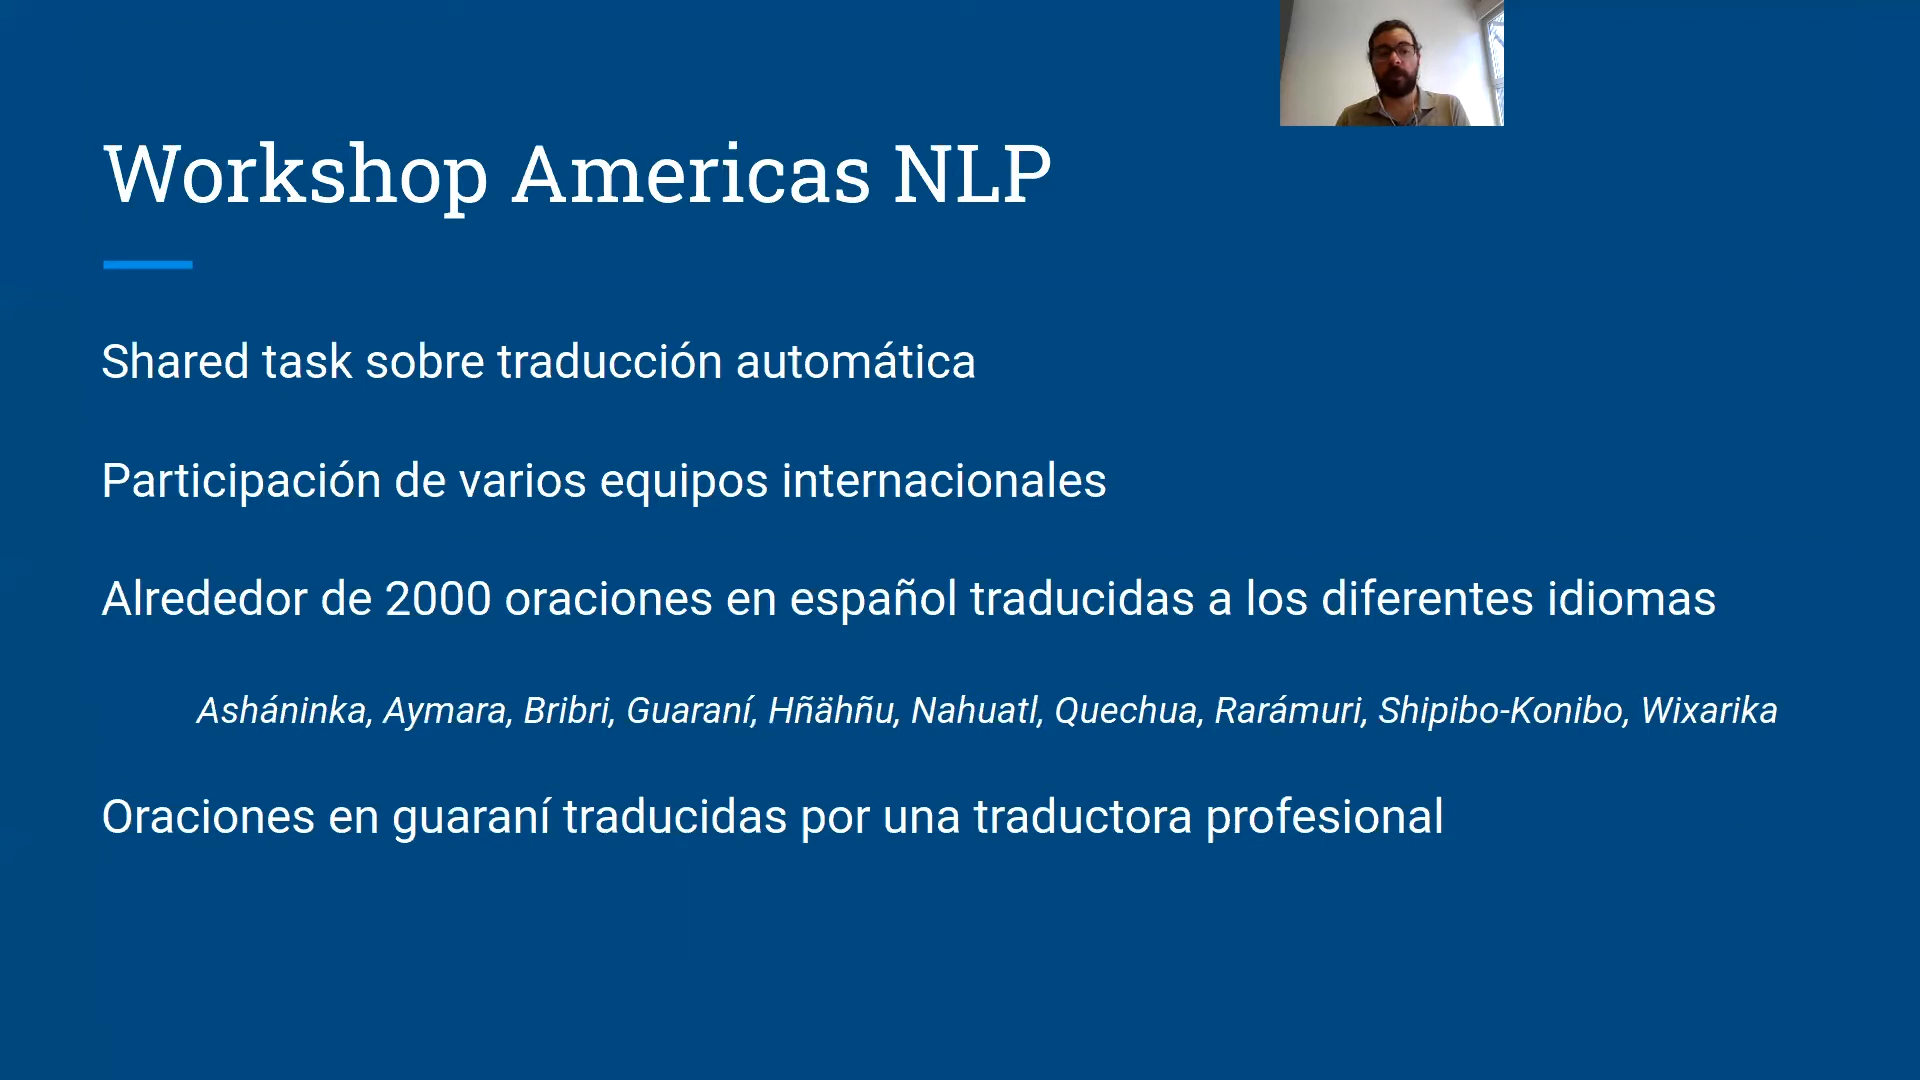 Workshop Americas NLP
Shared task sobre traducción automática
Participación de varios equipos internacionales
Alrededor de 2000 oraciones en español traducidas a los diferentes idiomas
Asháninka, Aymara, Bribri, Guaraní, Hñähñu, Nahuatl, Quechua, Rarámuri, Shipibo-Konibo, Wixarika
Oraciones en guaraní traducidas por una traductora profesional